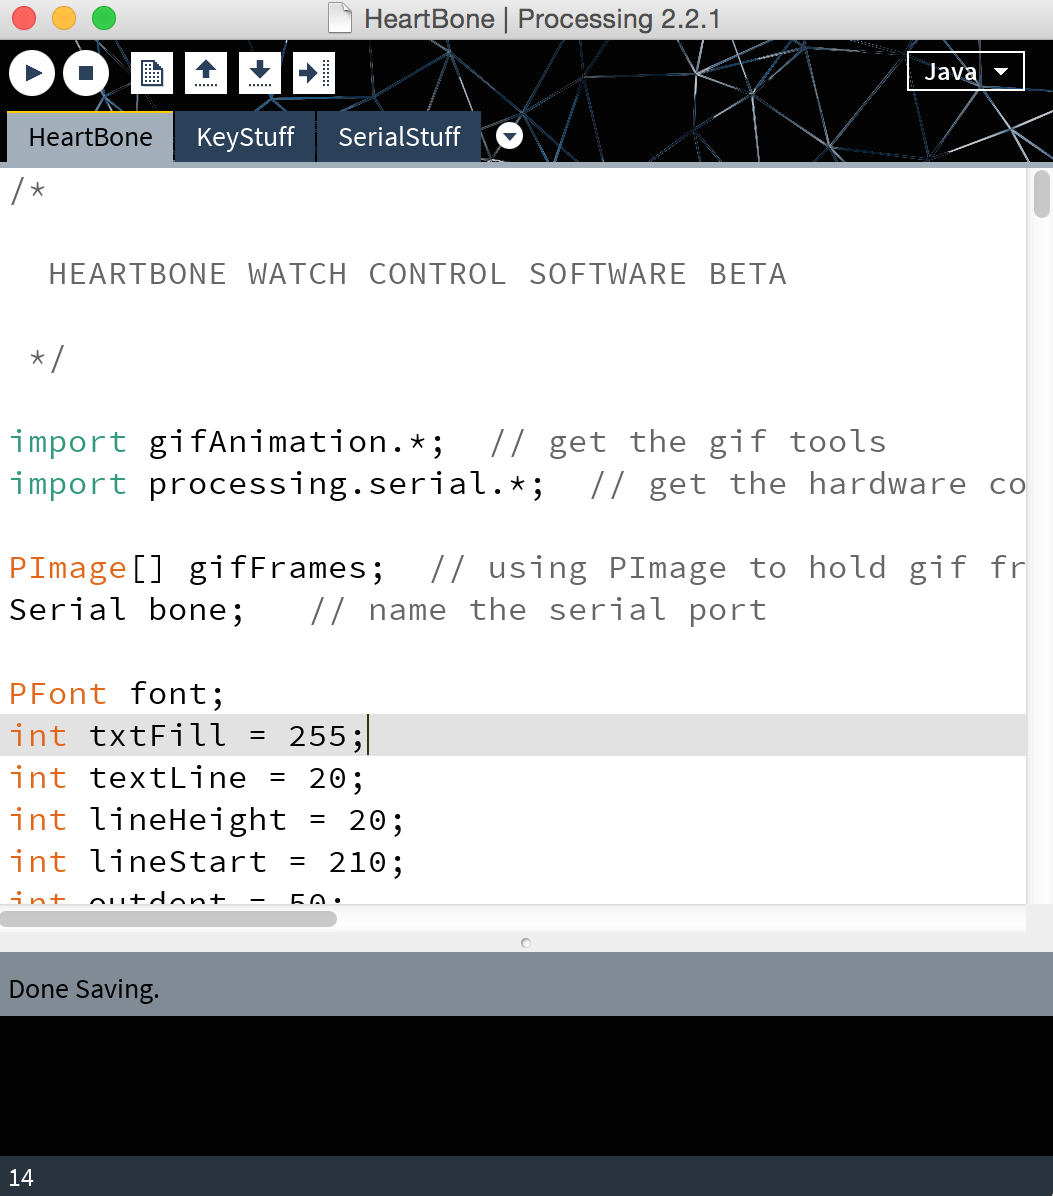 HeartBone | Processing 2.2.1
Java
HeartBone KeyStuff SerialStuff
/*
HEARTBONE WATCH CONTROL SOFTWARE BETA
*/
import gifAnimation.*;  // get the gif tools
import processing.serial.*;  // get the hardware co
PImage[] gifFrames;  // using PImage to hold gif fr
Serial bone;   // name the serial port
PFont font;
int txtFill = 255;
int textLine = 20;
int lineHeight = 20;
int lineStart = 210;
int outdent = 50;
Done Saving.
14